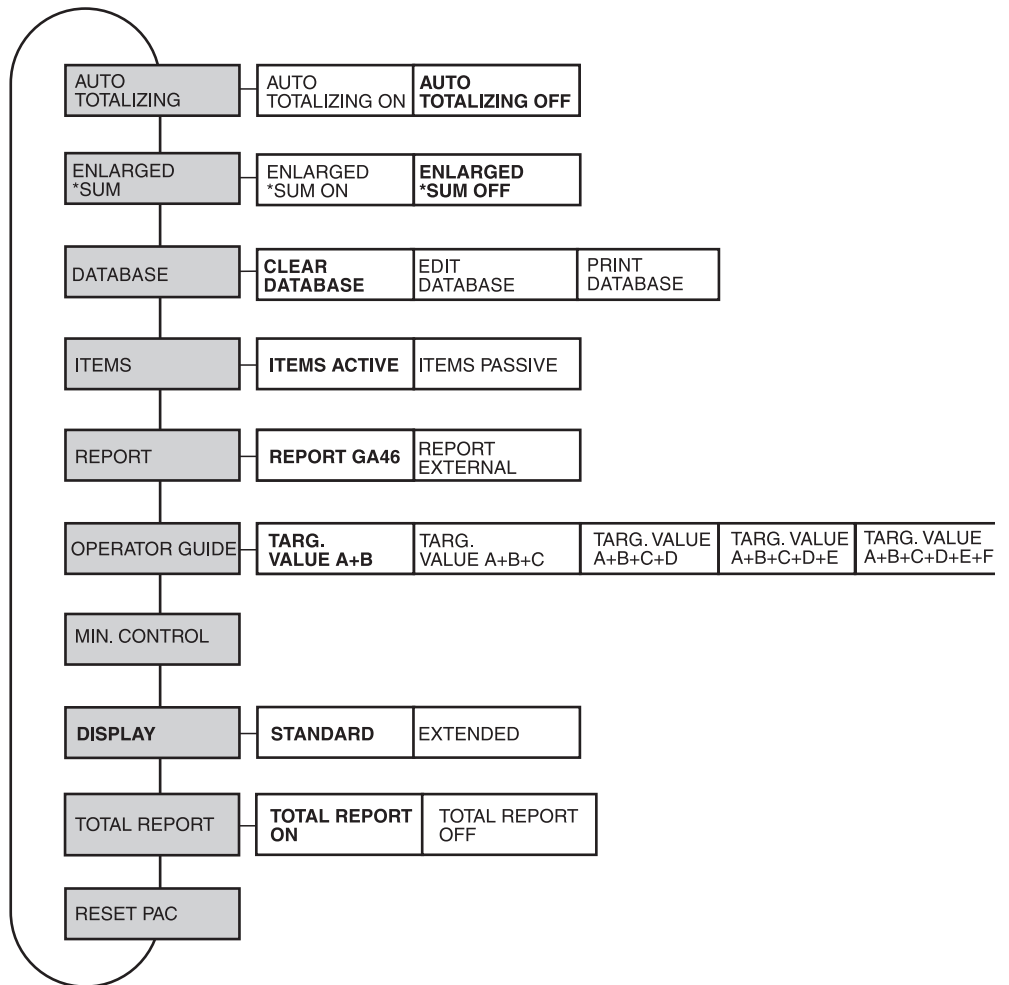 AUTO
TOTALIZING
AUTO
TOTALIZING ON
AUTO
TOTALIZING OFF
ENLARGED
*SUM
ENLARGED
*SUM ON
ENLARGED
*SUM OFF
DATABASE
CLEAR
DATABASE
EDIT
DATABASE
PRINT
DATABASE
ITEMS
ITEMS ACTIVE
ITEMS PASSIVE
REPORT
REPORT GA46
REPORT
EXTERNAL
OPERATOR GUIDE
TARG.
VALUE A+B
TARG.
VALUE A+B+C
TARG. VALUE
A+B+C+D
TARG. VALUE
A+B+C+D+E
TARG. VALUE
A+B+C+D+E+F
MIN. CONTROL
DISPLAY
STANDARD
EXTENDED
TOTAL REPORT
TOTAL REPORT
ON
TOTAL REPORT
OFF
RESET PAC